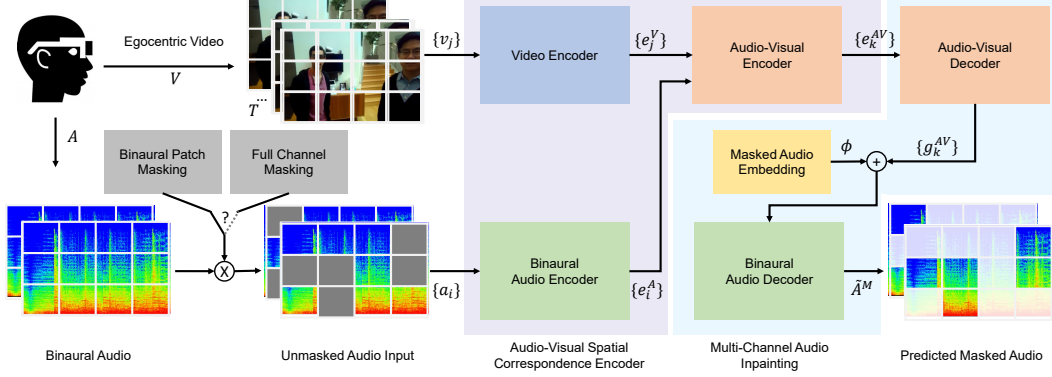 Egocentric Video
V
T ...
{v_j}
Video Encoder
{e_j^V}
Audio-Visual
Encoder
{e_k^{AV}}
Audio-Visual
Decoder
A
Binaural Patch
Masking
Full Channel
Masking
?
Masked Audio
Embedding
ϕ
+
{g_k^{AV}}
X
{a_i}
Binaural
Audio Encoder
{e_i^A}
Binaural
Audio Decoder
Ã^M
Binaural Audio
Unmasked Audio Input
Audio-Visual Spatial
Correspondence Encoder
Multi-Channel Audio
Inpainting
Predicted Masked Audio